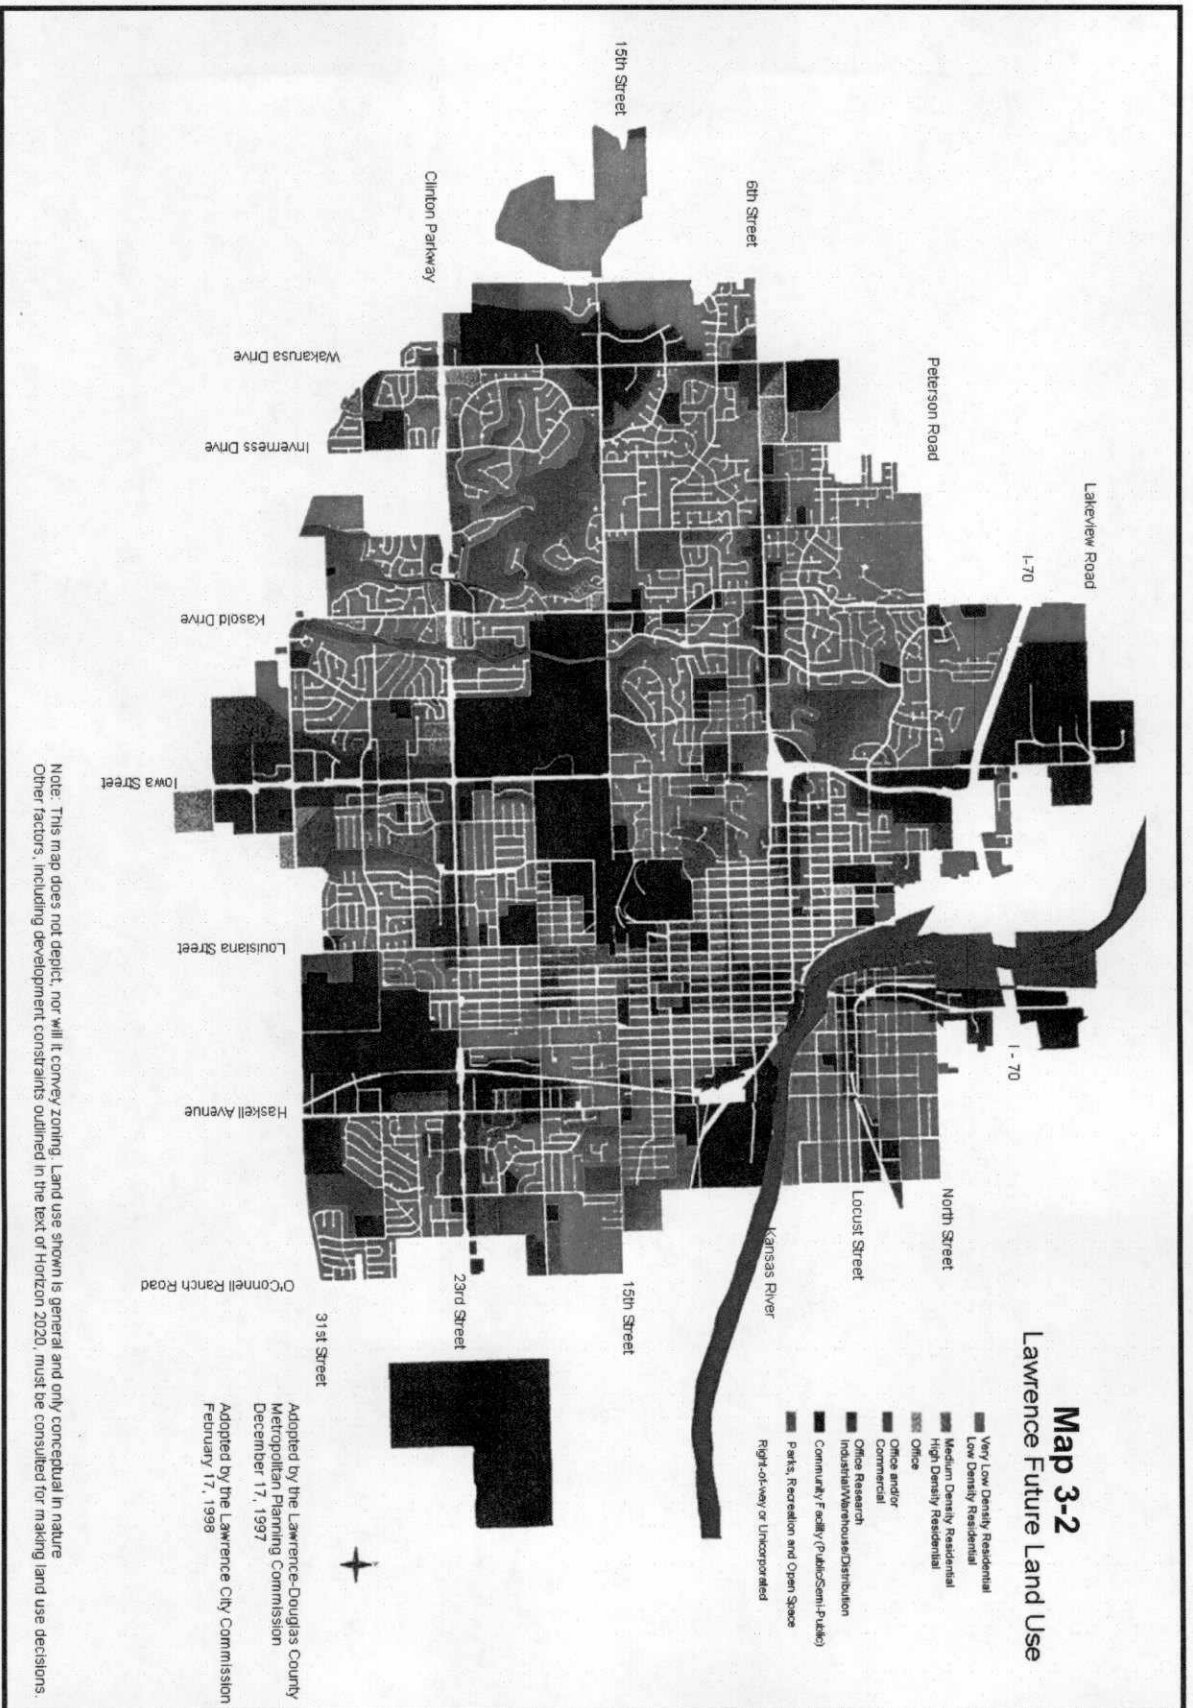 Map 3-2
Lawrence Future Land Use
Very Low Density Residential
Low Density Residential
Medium Density Residential
High Density Residential
Office
Office and/or
Commercial
Office Research
Industrial/Warehouse/Distribution
Community Facility (Public/Semi-Public)
Parks, Recreation and Open Space
Right-of-way or Unicorporated
Lakeview Road
I-70
Peterson Road
6th Street
15th Street
Clinton Parkway
Wakarusa Drive
Inverness Drive
Kasold Drive
Iowa Street
Louisiana Street
Haskell Avenue
O'Connell Ranch Road
I - 70
North Street
Locust Street
Kansas River
15th Street
23rd Street
31st Street
Adopted by the Lawrence-Douglas County
Metropolitan Planning Commission
December 17, 1997
Adopted by the Lawrence City Commission
February 17, 1998
Note: This map does not depict, nor will it convey zoning. Land use shown is general and only conceptual in nature
Other factors, including development constraints outlined in the text of Horizon 2020, must be consulted for making land use decisions.